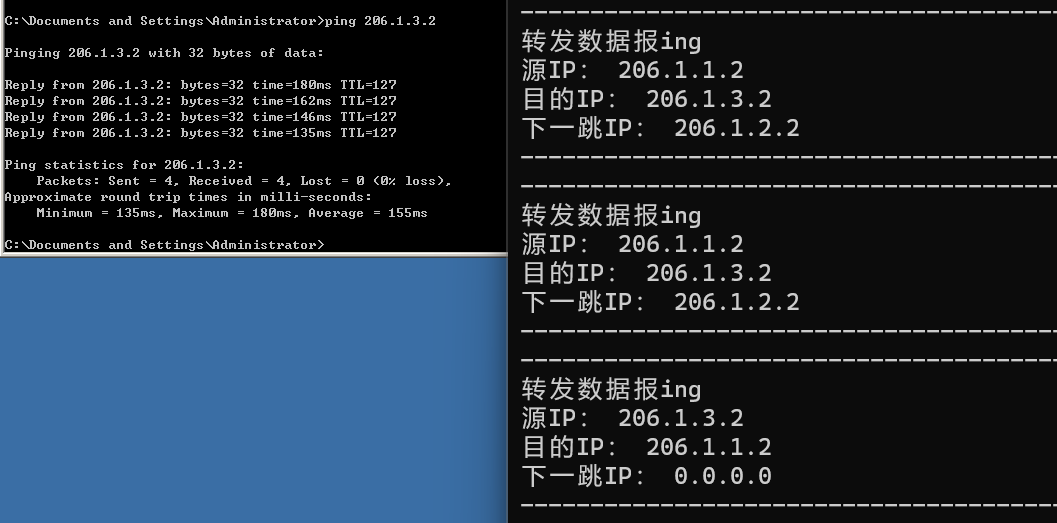 C:\Documents and Settings\Administrator>ping 206.1.3.2
Pinging 206.1.3.2 with 32 bytes of data:
Reply from 206.1.3.2: bytes=32 time=180ms TTL=127
Reply from 206.1.3.2: bytes=32 time=162ms TTL=127
Reply from 206.1.3.2: bytes=32 time=146ms TTL=127
Reply from 206.1.3.2: bytes=32 time=135ms TTL=127
Ping statistics for 206.1.3.2:
    Packets: Sent = 4, Received = 4, Lost = 0 (0% loss),
Approximate round trip times in milli-seconds:
    Minimum = 135ms, Maximum = 180ms, Average = 155ms
C:\Documents and Settings\Administrator>
---------------------------------------
转发数据报ing
源IP： 206.1.1.2
目的IP： 206.1.3.2
下一跳IP： 206.1.2.2
---------------------------------------
---------------------------------------
转发数据报ing
源IP： 206.1.1.2
目的IP： 206.1.3.2
下一跳IP： 206.1.2.2
---------------------------------------
---------------------------------------
转发数据报ing
源IP： 206.1.3.2
目的IP： 206.1.1.2
下一跳IP： 0.0.0.0
---------------------------------------